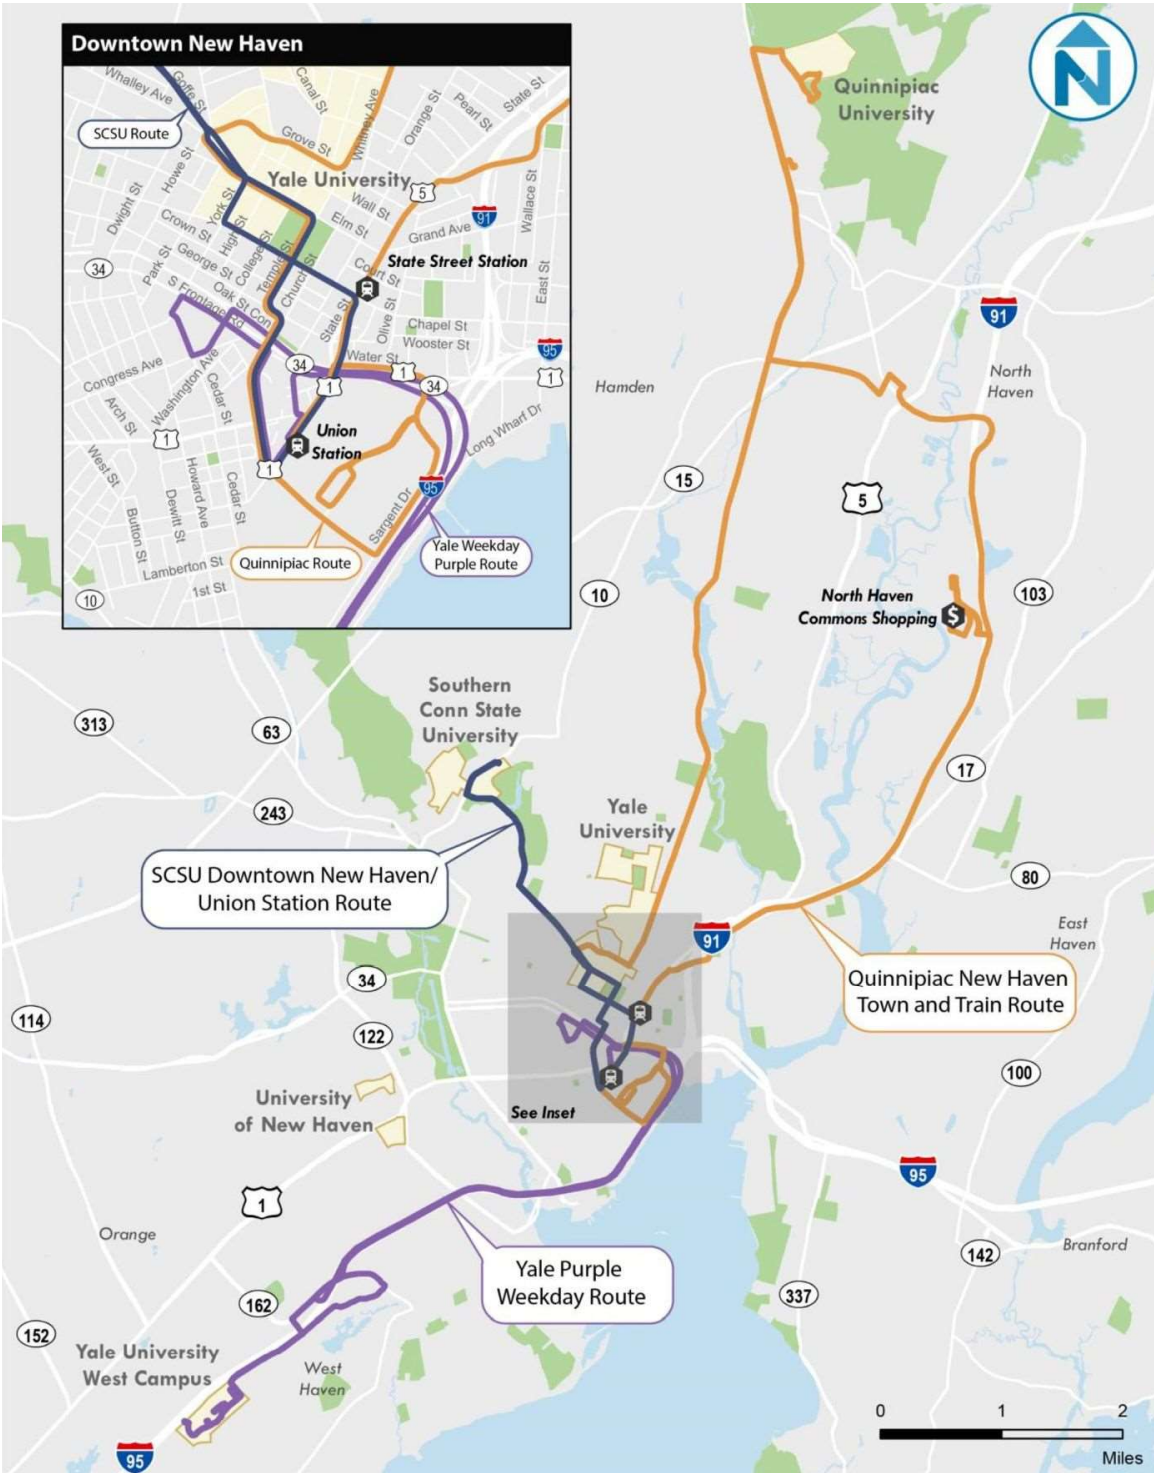 Downtown New Haven
Whalley Ave
Goffe St
SCSU Route
Canal St
Whitney Ave
Orange St
Pearl St
State St
Grove St
Howe St
Dwight St
York St
Yale University
5
Wall St
Elm St
Grand Ave
91
Wallace St
Crown St
High St
College St
Temple St
Church St
George St
Park St
34
State Street Station
Court St
East St
S Frontage Rd
Oak St Con
State St
Olive St
Chapel St
Wooster St
Water St
95
1
34
1
1
34
Congress Ave
Washington Ave
Cedar St
Arch St
1
Union
Station
Long Wharf Dr
West St
1
Howard Ave
Cedar St
Dewitt St
Button St
95
Sargent Dr
Quinnipiac Route
Yale Weekday
Purple Route
Lamberton St
1st St
10
N
Quinnipiac
University
91
North
Haven
Hamden
15
5
10
103
North Haven
Commons Shopping
$
Southern
Conn State
University
313
63
17
243
Yale
University
SCSU Downtown New Haven/
Union Station Route
80
91
East
Haven
34
Quinnipiac New Haven
Town and Train Route
114
122
100
University
of New Haven
See Inset
95
1
Orange
142
Branford
Yale Purple
Weekday Route
162
337
152
Yale University
West Campus
West
Haven
95
0
1
2
Miles